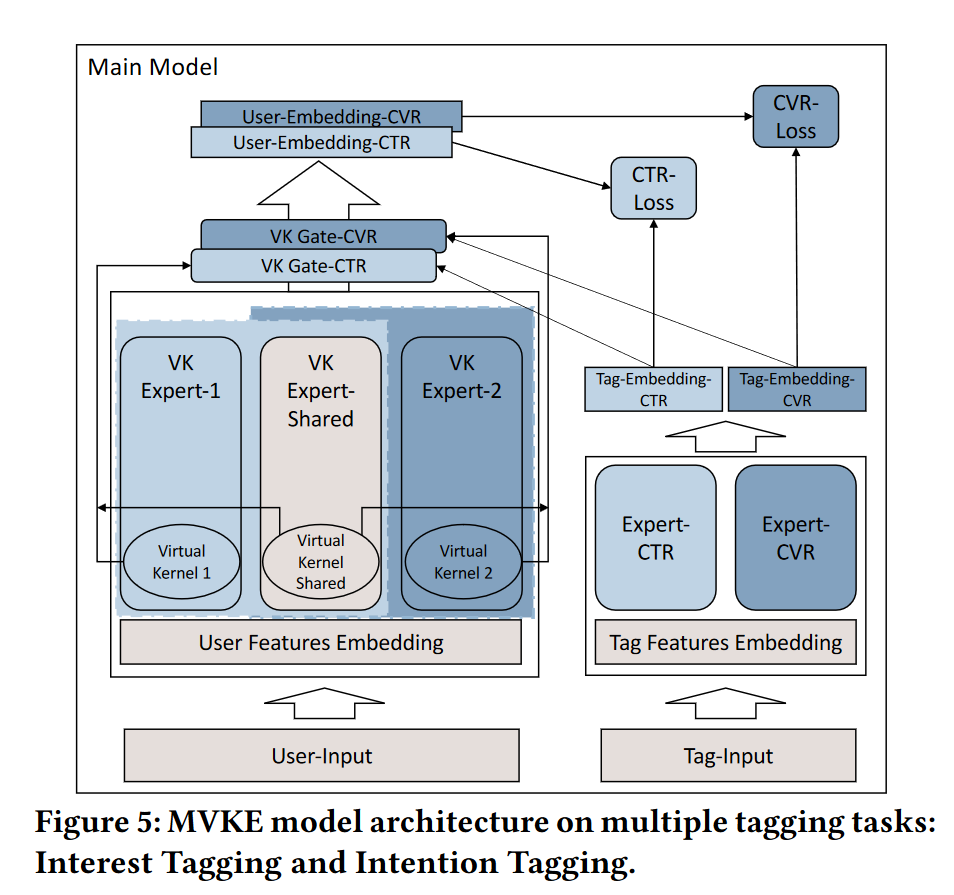 Main Model
User-Embedding-CVR
User-Embedding-CTR
CVR-
Loss
CTR-
Loss
VK Gate-CVR
VK Gate-CTR
VK
Expert-1
VK
Expert-
Shared
VK
Expert-2
Virtual
Kernel 1
Virtual
Kernel
Shared
Virtual
Kernel 2
User Features Embedding
User-Input
Tag-Embedding-
CTR
Tag-Embedding-
CVR
Expert-
CTR
Expert-
CVR
Tag Features Embedding
Tag-Input
Figure 5: MVKE model architecture on multiple tagging tasks:
Interest Tagging and Intention Tagging.